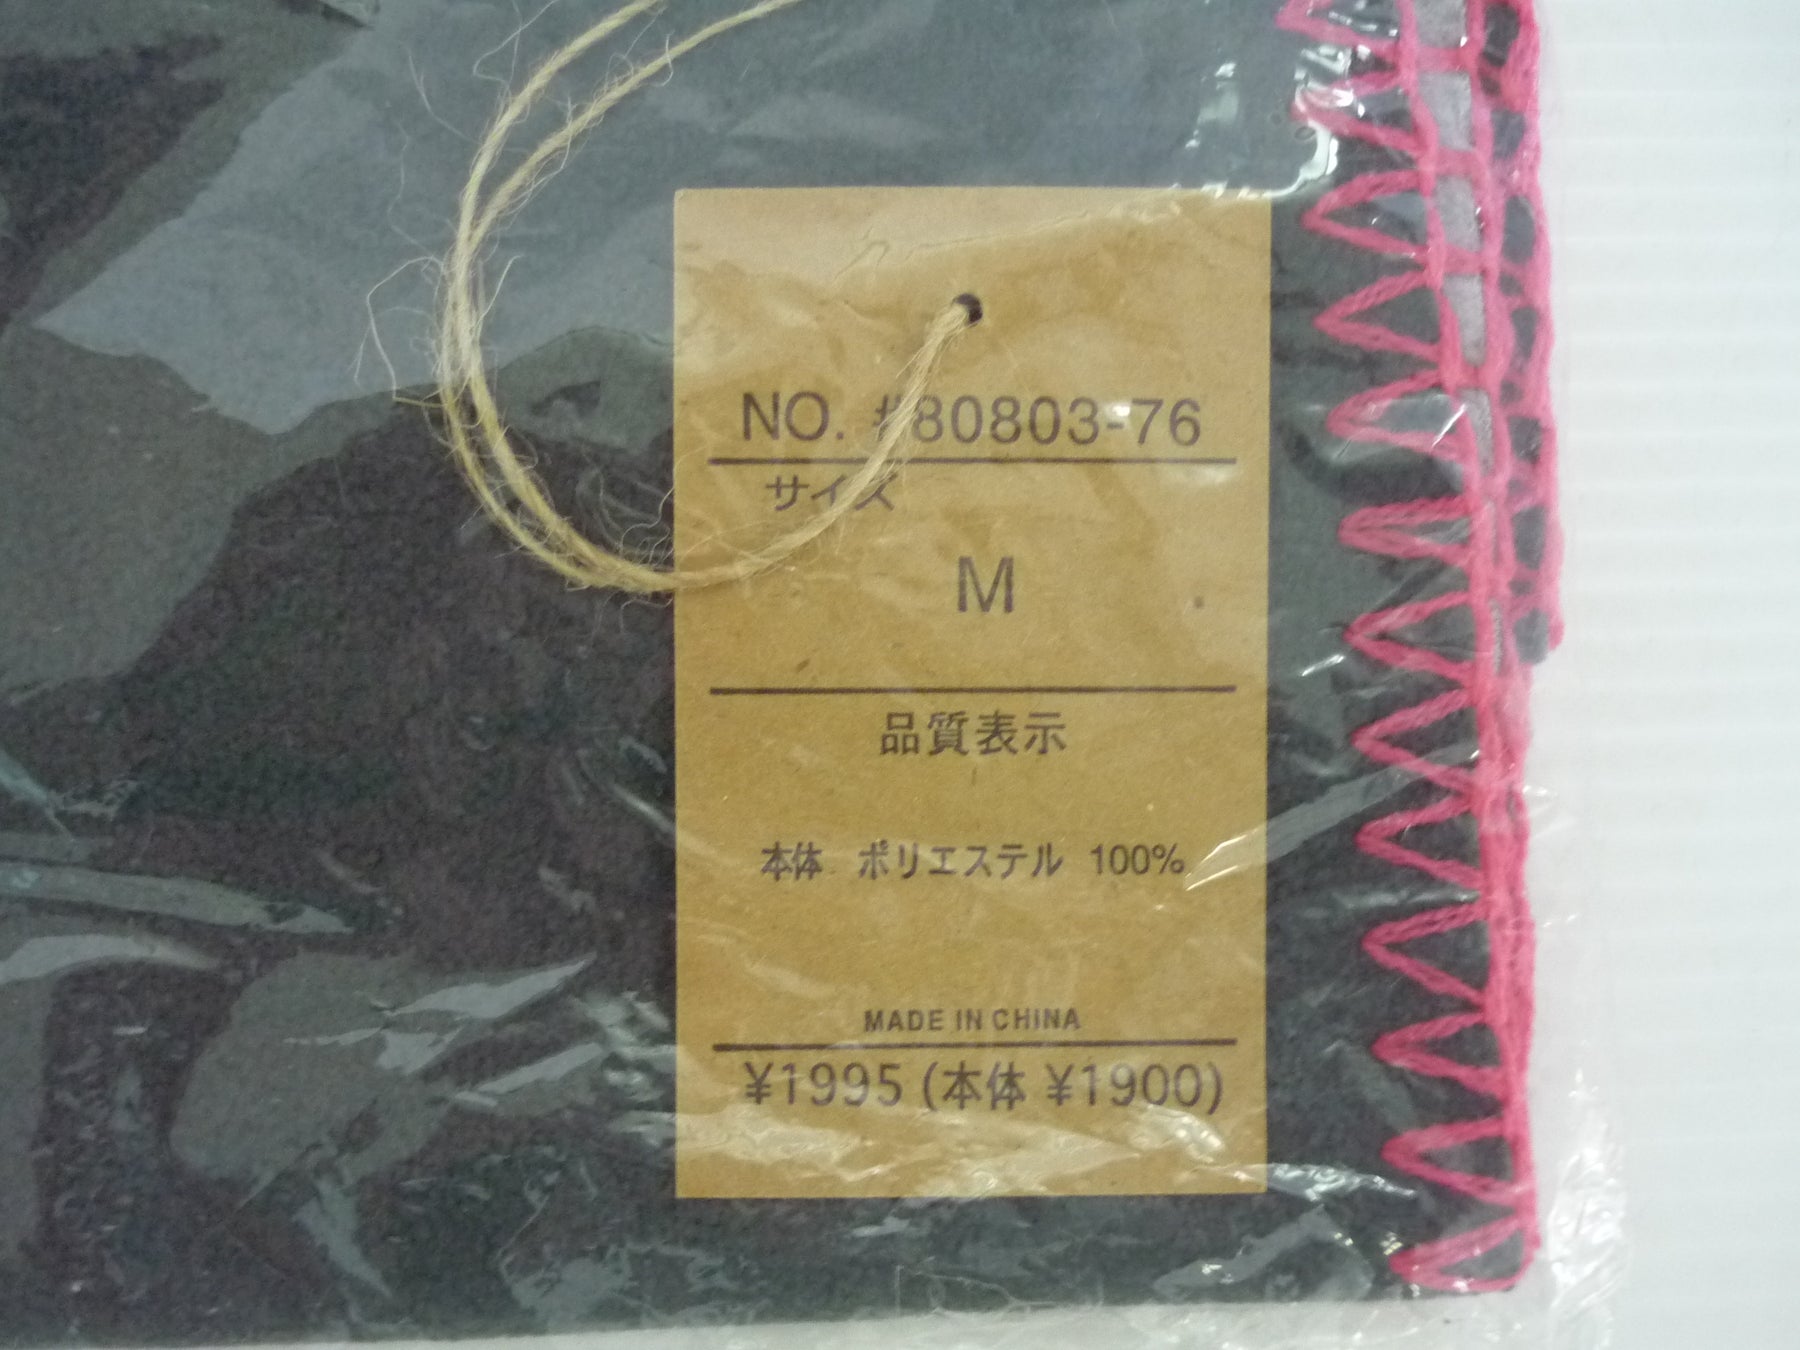 NO. #80803-76
サイズ
M
品質表示
本体 ポリエステル 100%
MADE IN CHINA
¥1995 (本体 ¥1900)